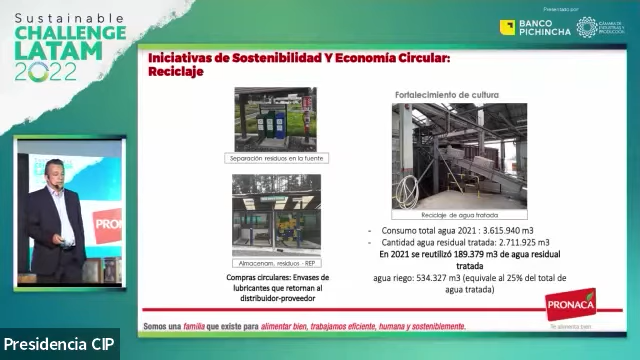 Sustainable
CHALLENGE
LATAM
2022
Presentado por
BANCO
PICHINCHA
CÁMARA DE
INDUSTRIAS Y
PRODUCCIÓN
Iniciativas de Sostenibilidad Y Economía Circular:
Reciclaje
Fortalecimiento de cultura
Separación residuos en la fuente
Reciclaje de agua tratada
Almacenam. residuos - REP
Compras circulares: Envases de
lubricantes que retornan al
distribuidor-proveedor
- Consumo total agua 2021 : 3.615.940 m3
- Cantidad agua residual tratada: 2.711.925 m3
En 2021 se reutilizó 189.379 m3 de agua residual
tratada
agua riego: 534.327 m3 (equivale al 25% del total de
agua tratada)
PRONACA
Te alimenta bien
Somos una familia que existe para alimentar bien, trabajamos eficiente, humana y sosteniblemente.
PRON
Presidencia CIP